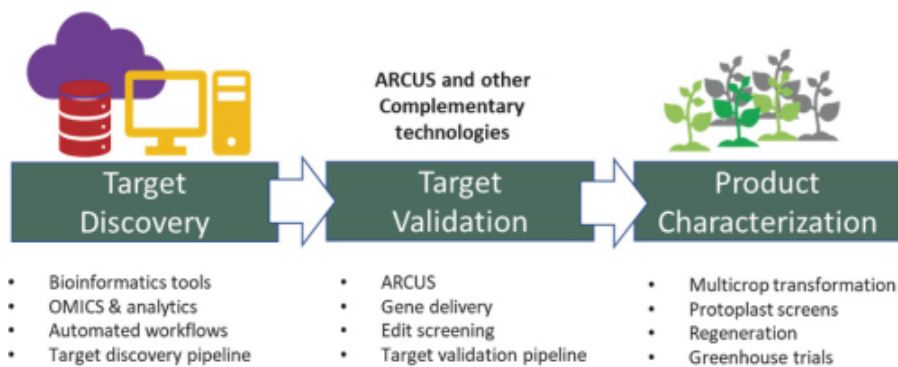 ARCUS and other
Complementary
technologies
Target
Discovery
Target
Validation
Product
Characterization
• Bioinformatics tools
• OMICS & analytics
• Automated workflows
• Target discovery pipeline
• ARCUS
• Gene delivery
• Edit screening
• Target validation pipeline
• Multicrop transformation
• Protoplast screens
• Regeneration
• Greenhouse trials